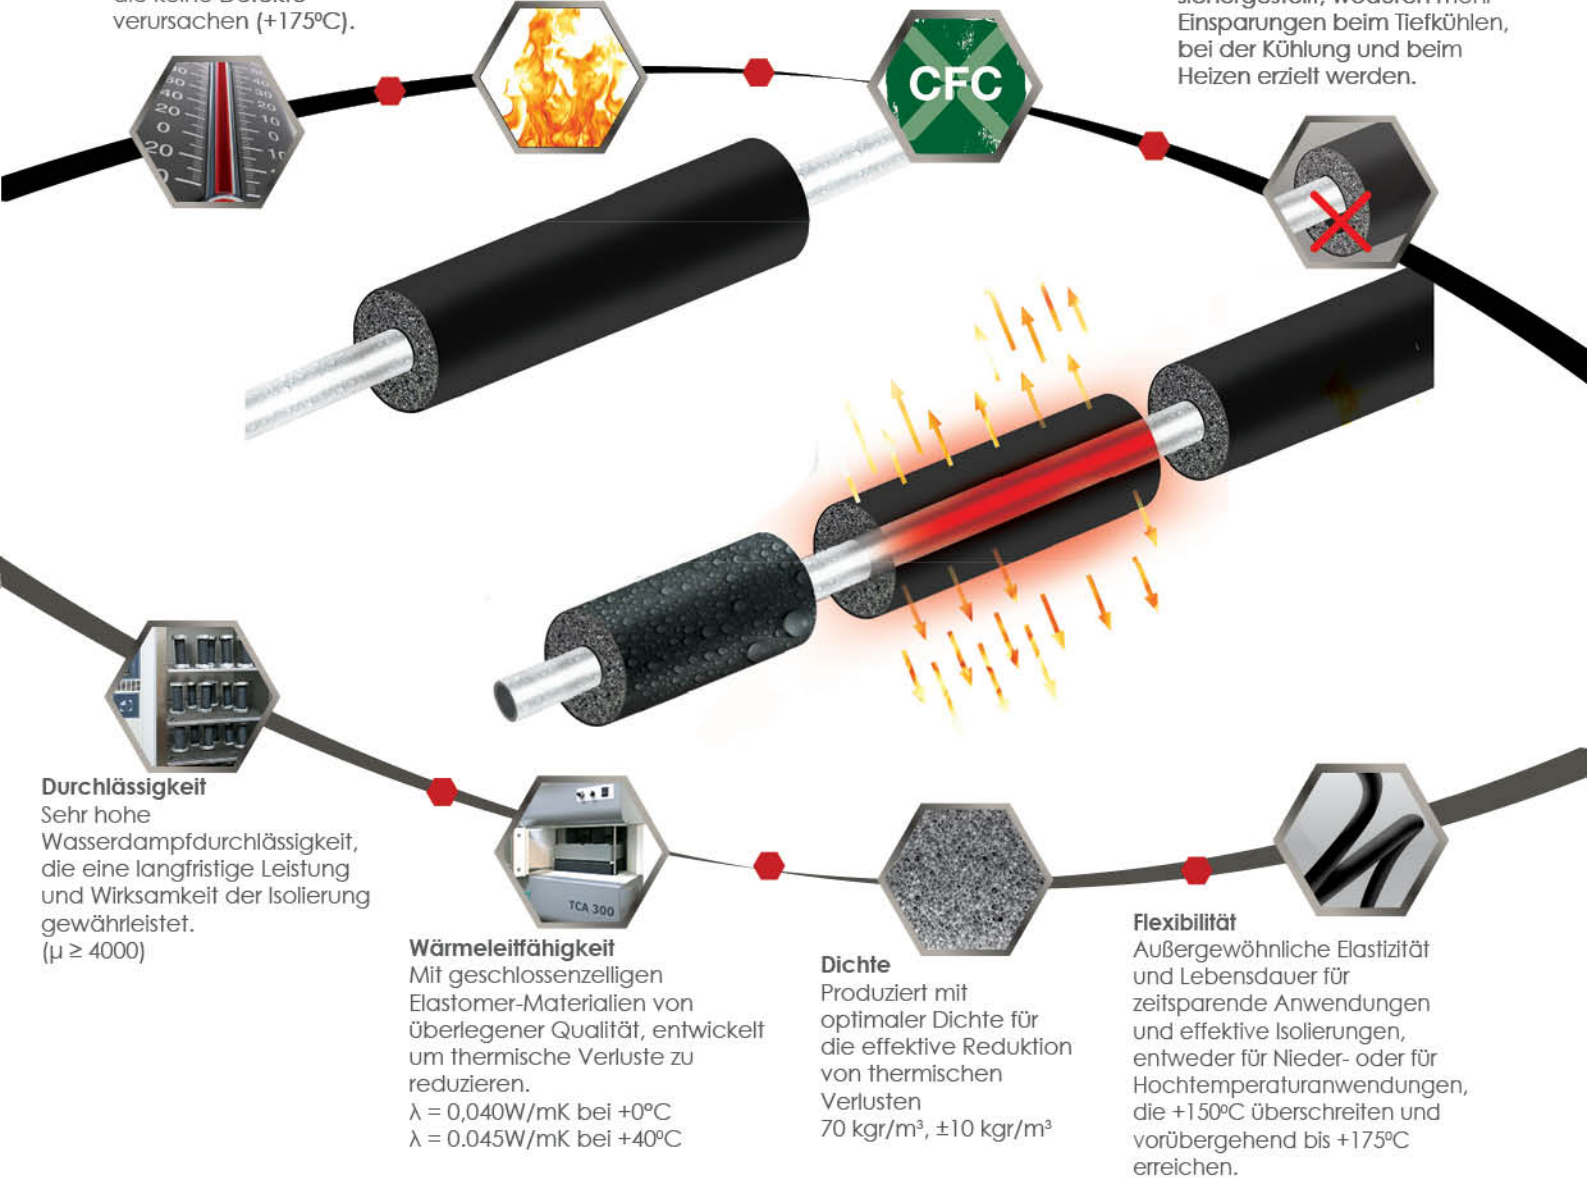 verursachen (+175ºC).
Einsparungen beim Tiefkühlen,
bei der Kühlung und beim
Heizen erzielt werden.
CFC
Durchlässigkeit
Sehr hohe
Wasserdampfdurchlässigkeit,
die eine langfristige Leistung
und Wirksamkeit der Isolierung
gewährleistet.
(µ ≥ 4000)
TCA 300
Wärmeleitfähigkeit
Mit geschlossenzelligen
Elastomer-Materialien von
überlegener Qualität, entwickelt
um thermische Verluste zu
reduzieren.
λ = 0,040W/mK bei +0ºC
λ = 0.045W/mK bei +40ºC
Dichte
Produziert mit
optimaler Dichte für
die effektive Reduktion
von thermischen
Verlusten
70 kgr/m³, ±10 kgr/m³
Flexibilität
Außergewöhnliche Elastizität
und Lebensdauer für
zeitsparende Anwendungen
und effektive Isolierungen,
entweder für Nieder- oder für
Hochtemperaturanwendungen,
die +150ºC überschreiten und
vorübergehend bis +175ºC
erreichen.